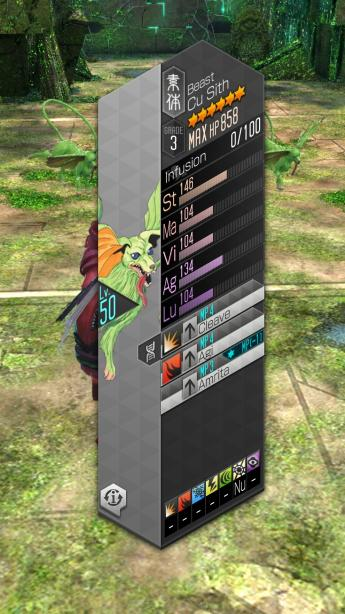 素体
Beast
Cu Sith
GRADE
3
MAX HP 858
0/100
Infusion
St 146
Ma 104
Vi 104
Ag 134
Lu 104
Lv.
50
MP4
Cleave
MP4
Agi
MP(-1)
Amrita
- - - - - Nu -